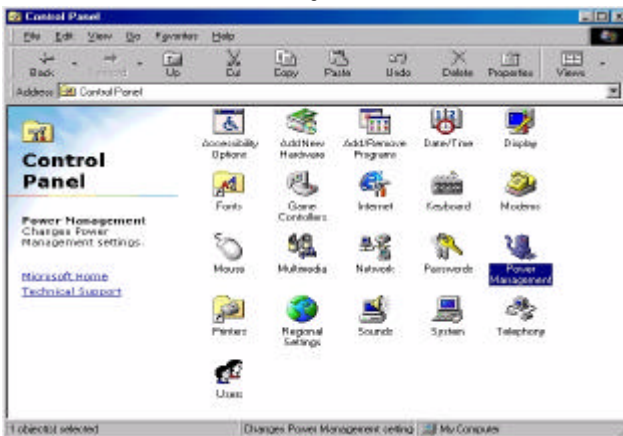 Control Panel
File Edit View Go Favorites Help
Back Forward Up Cut Copy Paste Undo Delete Properties Views
Address Control Panel
Control
Panel
Power Management
Changes Power
Management settings.
Microsoft Home
Technical Support
Accessibility
Options
Add New
Hardware
Add/Remove
Programs
Date/Time
Display
Fonts
Game
Controllers
Internet
Keyboard
Modems
Mouse
Multimedia
Network
Passwords
Power
Management
Printers
Regional
Settings
Sounds
System
Telephony
Users
1 object(s) selected
Changes Power Management setting
My Computer